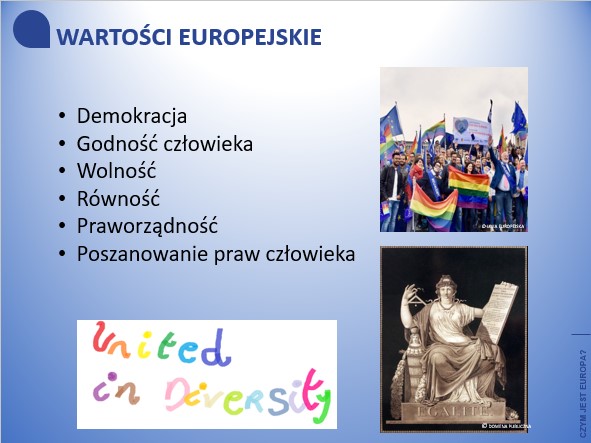 WARTOŚCI EUROPEJSKIE
• Demokracja
• Godność człowieka
• Wolność
• Równość
• Praworządność
• Poszanowanie praw człowieka
© UNIA EUROPEJSKA
United
in Diversity
EGALITÉ
© DOMENA PUBLICZNA
CZYM JEST EUROPA?